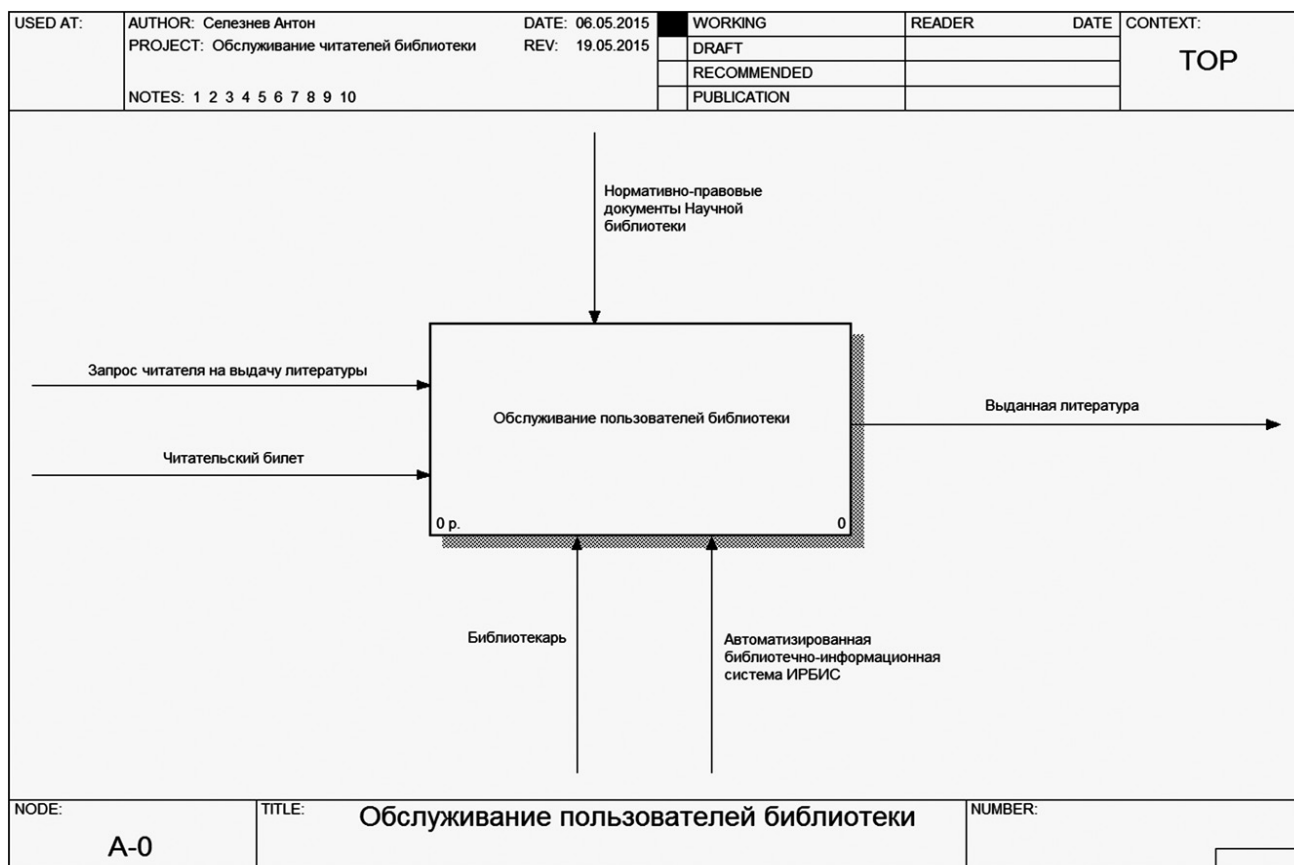 USED AT:
AUTHOR: Селезнев Антон
DATE: 06.05.2015
PROJECT: Обслуживание читателей библиотеки
REV: 19.05.2015
NOTES: 1 2 3 4 5 6 7 8 9 10
WORKING
DRAFT
RECOMMENDED
PUBLICATION
READER DATE
CONTEXT:
TOP
Нормативно-правовые
документы Научной
библиотеки
Запрос читателя на выдачу литературы
Читательский билет
Обслуживание пользователей библиотеки
0 р. 0
Выданная литература
Библиотекарь
Автоматизированная
библиотечно-информационная
система ИРБИС
NODE:
A-0
TITLE:
Обслуживание пользователей библиотеки
NUMBER: